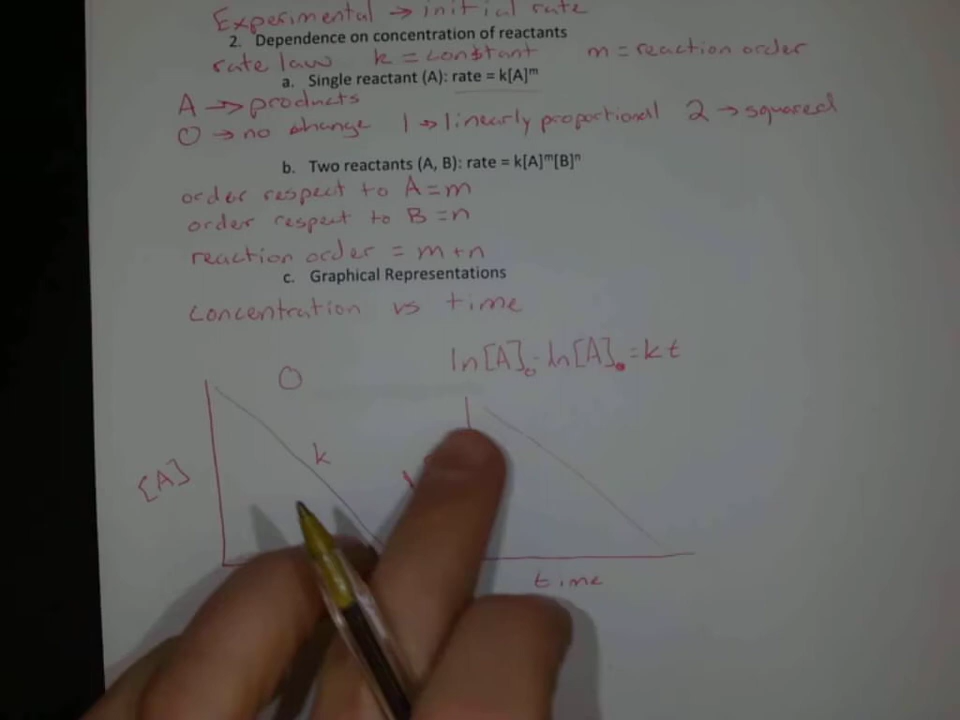 Experimental → initial rate
2. Dependence on concentration of reactants
rate law k = constant m = reaction order
a. Single reactant (A): rate = k[A]ᵐ
A → products
0 → no change 1 → linearly proportional 2 → squared
b. Two reactants (A, B): rate = k[A]ᵐ[B]ⁿ
order respect to A = m
order respect to B = n
reaction order = m + n
c. Graphical Representations
concentration vs time
ln[A]₀ - ln[A] = kt
0
k
[A]
time